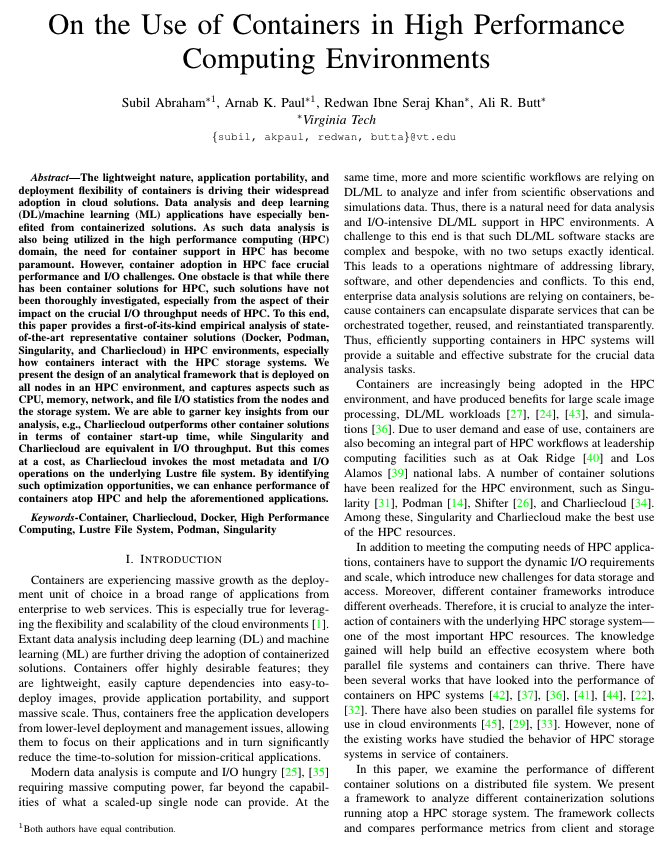 On the Use of Containers in High Performance
Computing Environments
Subil Abraham*1, Arnab K. Paul*1, Redwan Ibne Seraj Khan*, Ali R. Butt*
*Virginia Tech
{subil, akpaul, redwan, butta}@vt.edu
Abstract—The lightweight nature, application portability, and
deployment flexibility of containers is driving their widespread
adoption in cloud solutions. Data analysis and deep learning
(DL)/machine learning (ML) applications have especially ben-
efited from containerized solutions. As such data analysis is
also being utilized in the high performance computing (HPC)
domain, the need for container support in HPC has become
paramount. However, container adoption in HPC face crucial
performance and I/O challenges. One obstacle is that while there
has been container solutions for HPC, such solutions have not
been thoroughly investigated, especially from the aspect of their
impact on the crucial I/O throughput needs of HPC. To this end,
this paper provides a first-of-its-kind empirical analysis of state-
of-the-art representative container solutions (Docker, Podman,
Singularity, and Charliecloud) in HPC environments, especially
how containers interact with the HPC storage systems. We
present the design of an analytical framework that is deployed on
all nodes in an HPC environment, and captures aspects such as
CPU, memory, network, and file I/O statistics from the nodes and
the storage system. We are able to garner key insights from our
analysis, e.g., Charliecloud outperforms other container solutions
in terms of container start-up time, while Singularity and
Charliecloud are equivalent in I/O throughput. But this comes
at a cost, as Charliecloud invokes the most metadata and I/O
operations on the underlying Lustre file system. By identifying
such optimization opportunities, we can enhance performance of
containers atop HPC and help the aforementioned applications.
Keywords-Container, Charliecloud, Docker, High Performance
Computing, Lustre File System, Podman, Singularity
I. INTRODUCTION
Containers are experiencing massive growth as the deploy-
ment unit of choice in a broad range of applications from
enterprise to web services. This is especially true for leverag-
ing the flexibility and scalability of the cloud environments [1].
Extant data analysis including deep learning (DL) and machine
learning (ML) are further driving the adoption of containerized
solutions. Containers offer highly desirable features; they
are lightweight, easily capture dependencies into easy-to-
deploy images, provide application portability, and support
massive scale. Thus, containers free the application developers
from lower-level deployment and management issues, allowing
them to focus on their applications and in turn significantly
reduce the time-to-solution for mission-critical applications.
Modern data analysis is compute and I/O hungry [25], [35]
requiring massive computing power, far beyond the capabil-
ities of what a scaled-up single node can provide. At the
1Both authors have equal contribution.
same time, more and more scientific workflows are relying on
DL/ML to analyze and infer from scientific observations and
simulations data. Thus, there is a natural need for data analysis
and I/O-intensive DL/ML support in HPC environments. A
challenge to this end is that such DL/ML software stacks are
complex and bespoke, with no two setups exactly identical.
This leads to a operations nightmare of addressing library,
software, and other dependencies and conflicts. To this end,
enterprise data analysis solutions are relying on containers, be-
cause containers can encapsulate disparate services that can be
orchestrated together, reused, and reinstantiated transparently.
Thus, efficiently supporting containers in HPC systems will
provide a suitable and effective substrate for the crucial data
analysis tasks.
Containers are increasingly being adopted in the HPC
environment, and have produced benefits for large scale image
processing, DL/ML workloads [27], [24], [43], and simula-
tions [36]. Due to user demand and ease of use, containers are
also becoming an integral part of HPC workflows at leadership
computing facilities such as at Oak Ridge [40] and Los
Alamos [39] national labs. A number of container solutions
have been realized for the HPC environment, such as Singu-
larity [31], Podman [14], Shifter [26], and Charliecloud [34].
Among these, Singularity and Charliecloud make the best use
of the HPC resources.
In addition to meeting the computing needs of HPC applica-
tions, containers have to support the dynamic I/O requirements
and scale, which introduce new challenges for data storage and
access. Moreover, different container frameworks introduce
different overheads. Therefore, it is crucial to analyze the inter-
action of containers with the underlying HPC storage system—
one of the most important HPC resources. The knowledge
gained will help build an effective ecosystem where both
parallel file systems and containers can thrive. There have
been several works that have looked into the performance of
containers on HPC systems [42], [37], [36], [41], [44], [22],
[32]. There have also been studies on parallel file systems for
use in cloud environments [45], [29], [33]. However, none of
the existing works have studied the behavior of HPC storage
systems in service of containers.
In this paper, we examine the performance of different
container solutions on a distributed file system. We present
a framework to analyze different containerization solutions
running atop a HPC storage system. The framework collects
and compares performance metrics from client and storage